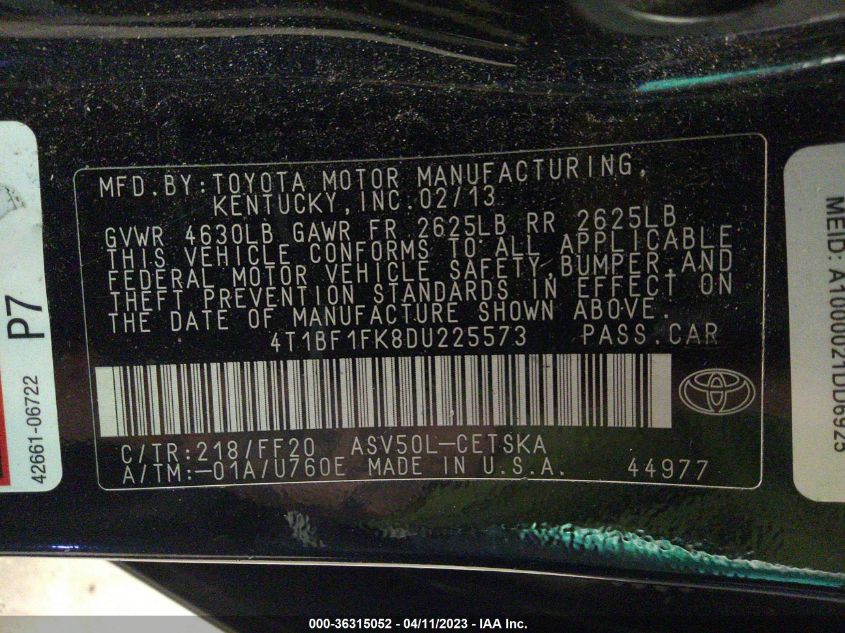 MFD.BY:TOYOTA MOTOR MANUFACTURING,
KENTUCKY,INC.02/13
GVWR 4630LB GAWR FR 2625LB RR 2625LB
THIS VEHICLE CONFORMS TO ALL APPLICABLE
FEDERAL MOTOR VEHICLE SAFETY,BUMPER,AND
THEFT PREVENTION STANDARDS IN EFFECT ON
THE DATE OF MANUFACTURE SHOWN ABOVE.
4T1BF1FK8DU225573 PASS.CAR
C/TR:218/FF20 ASV50L-CETSKA
A/TM:-01A/U760E MADE IN U.S.A. 44977
P7
42661-06722
MEID: A1000021DD6925
000-36315052 - 04/11/2023 - IAA Inc.